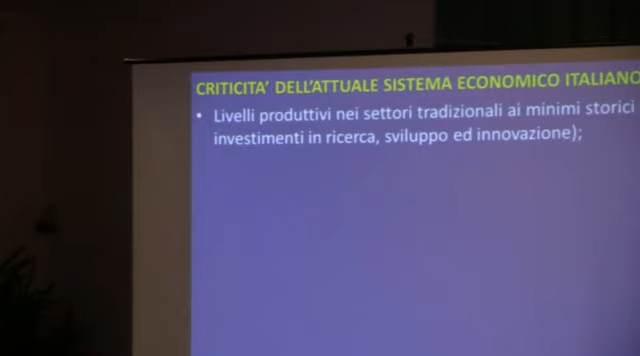 CRITICITA' DELL'ATTUALE SISTEMA ECONOMICO ITALIANO
• Livelli produttivi nei settori tradizionali ai minimi storici
investimenti in ricerca, sviluppo ed innovazione);